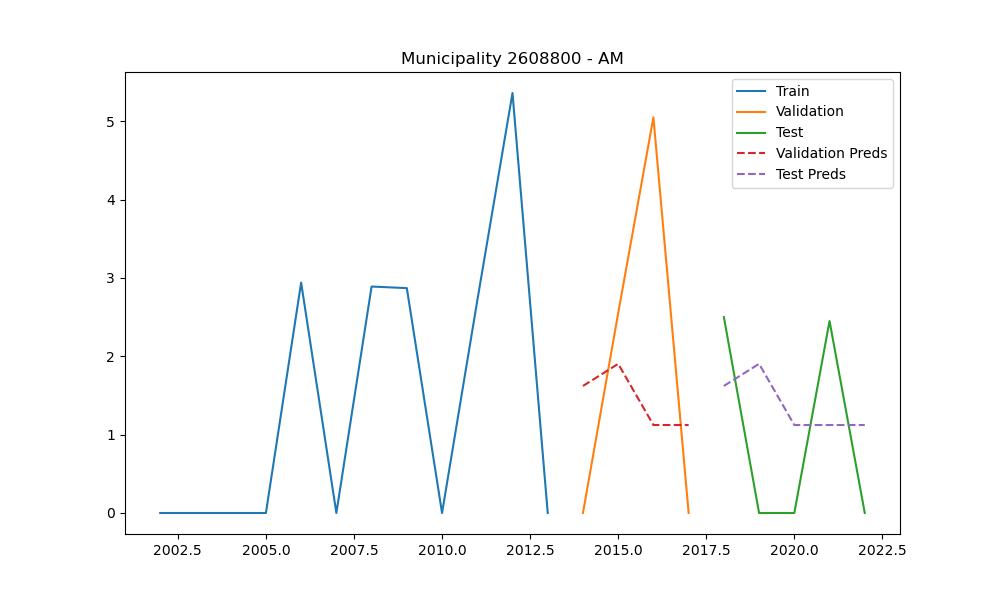 Municipality 2608800 - AM
Train
Validation
Test
Validation Preds
Test Preds
5
4
3
2
1
0
2002.5 2005.0 2007.5 2010.0 2012.5 2015.0 2017.5 2020.0 2022.5